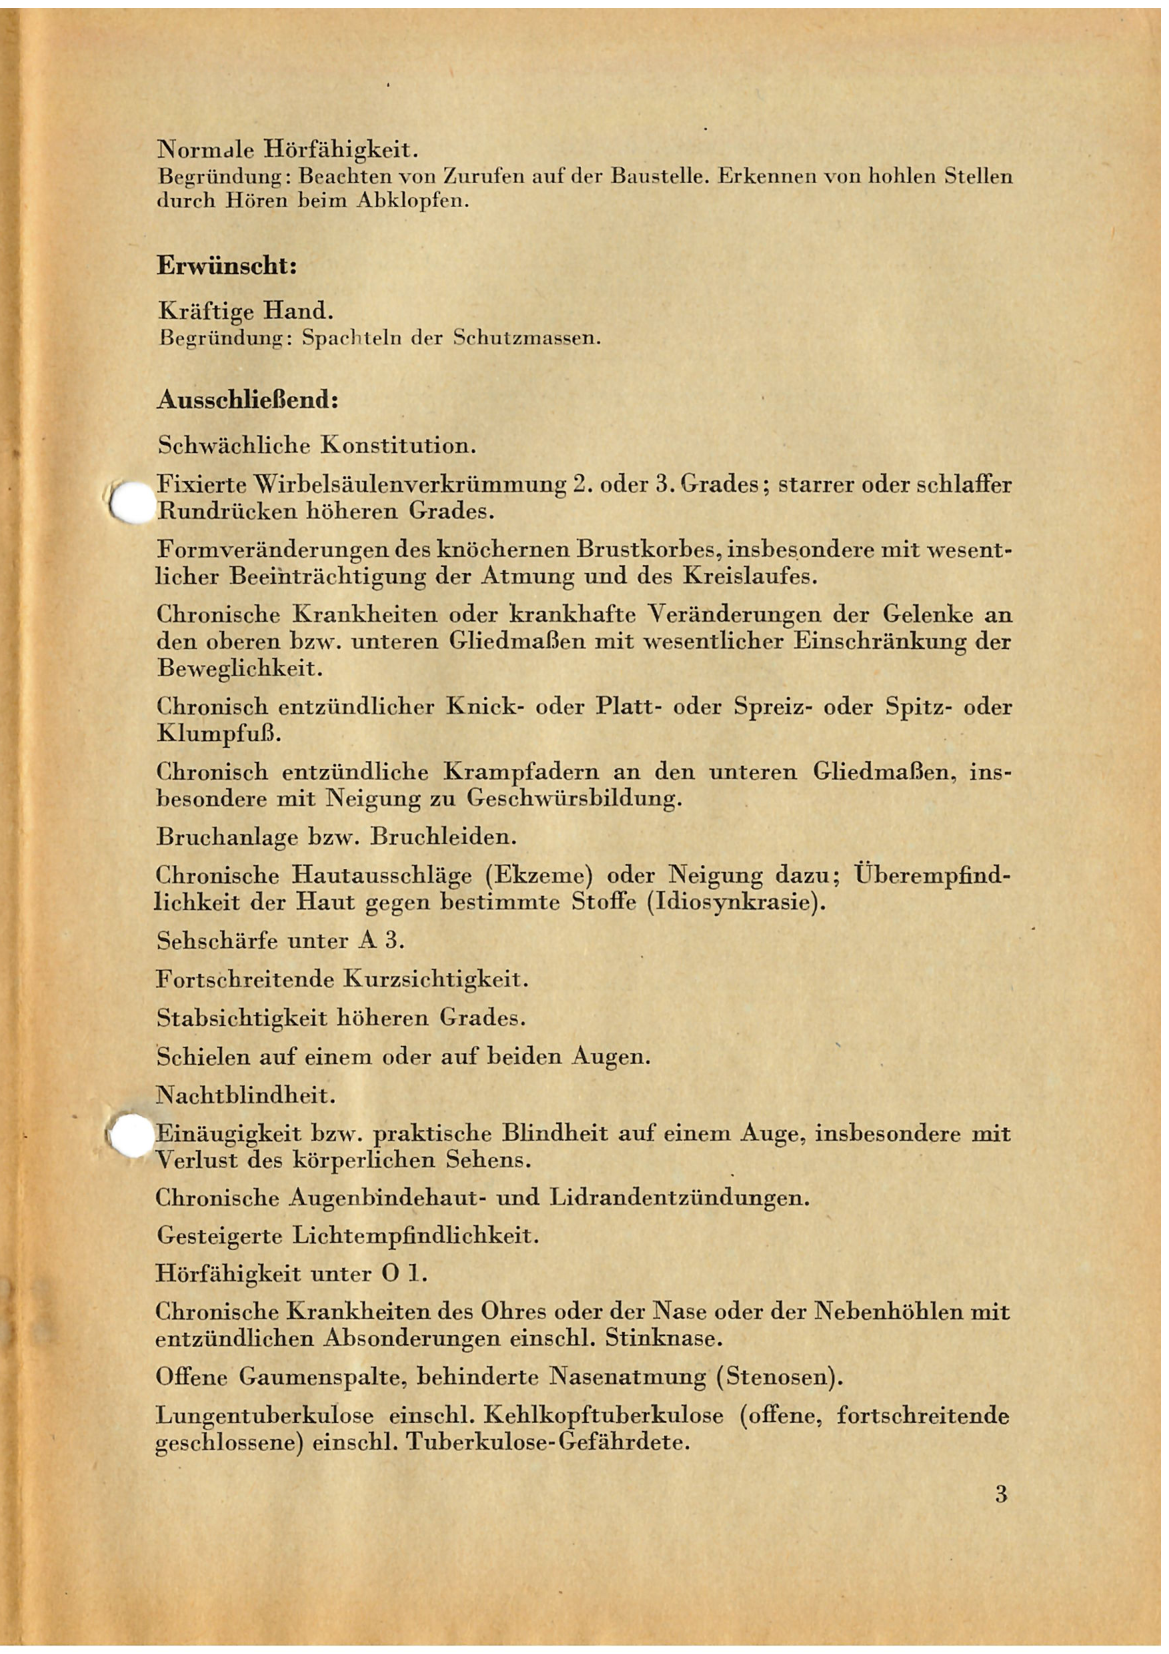 Normale Hörfähigkeit.
Begründung: Beachten von Zurufen auf der Baustelle. Erkennen von hohlen Stellen
durch Hören beim Abklopfen.
Erwünscht:
Kräftige Hand.
Begründung: Spachteln der Schutzmassen.
Ausschließend:
Schwächliche Konstitution.
Fixierte Wirbelsäulenverkrümmung 2. oder 3. Grades; starrer oder schlaffer
Rundrücken höheren Grades.
Formveränderungen des knöchernen Brustkorbes, insbesondere mit wesent-
licher Beeinträchtigung der Atmung und des Kreislaufes.
Chronische Krankheiten oder krankhafte Veränderungen der Gelenke an
den oberen bzw. unteren Gliedmaßen mit wesentlicher Einschränkung der
Beweglichkeit.
Chronisch entzündlicher Knick- oder Platt- oder Spreiz- oder Spitz- oder
Klumpfuß.
Chronisch entzündliche Krampfadern an den unteren Gliedmaßen, ins-
besondere mit Neigung zu Geschwürsbildung.
Bruchanlage bzw. Bruchleiden.
Chronische Hautausschläge (Ekzeme) oder Neigung dazu; Überempfind-
lichkeit der Haut gegen bestimmte Stoffe (Idiosynkrasie).
Sehschärfe unter A 3.
Fortschreitende Kurzsichtigkeit.
Stabsichtigkeit höheren Grades.
Schielen auf einem oder auf beiden Augen.
Nachtblindheit.
Einäugigkeit bzw. praktische Blindheit auf einem Auge, insbesondere mit
Verlust des körperlichen Sehens.
Chronische Augenbindehaut- und Lidrandentzündungen.
Gesteigerte Lichtempfindlichkeit.
Hörfähigkeit unter O 1.
Chronische Krankheiten des Ohres oder der Nase oder der Nebenhöhlen mit
entzündlichen Absonderungen einschl. Stinknase.
Offene Gaumenspalte, behinderte Nasenatmung (Stenosen).
Lungentuberkulose einschl. Kehlkopftuberkulose (offene, fortschreitende
geschlossene) einschl. Tuberkulose-Gefährdete.
3